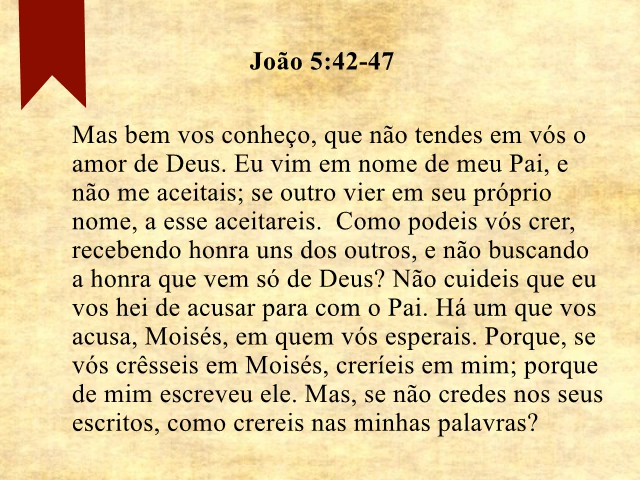 João 5:42-47
Mas bem vos conheço, que não tendes em vós o
amor de Deus. Eu vim em nome de meu Pai, e
não me aceitais; se outro vier em seu próprio
nome, a esse aceitareis.  Como podeis vós crer,
recebendo honra uns dos outros, e não buscando
a honra que vem só de Deus? Não cuideis que eu
vos hei de acusar para com o Pai. Há um que vos
acusa, Moisés, em quem vós esperais. Porque, se
vós crêsseis em Moisés, creríeis em mim; porque
de mim escreveu ele. Mas, se não credes nos seus
escritos, como crereis nas minhas palavras?